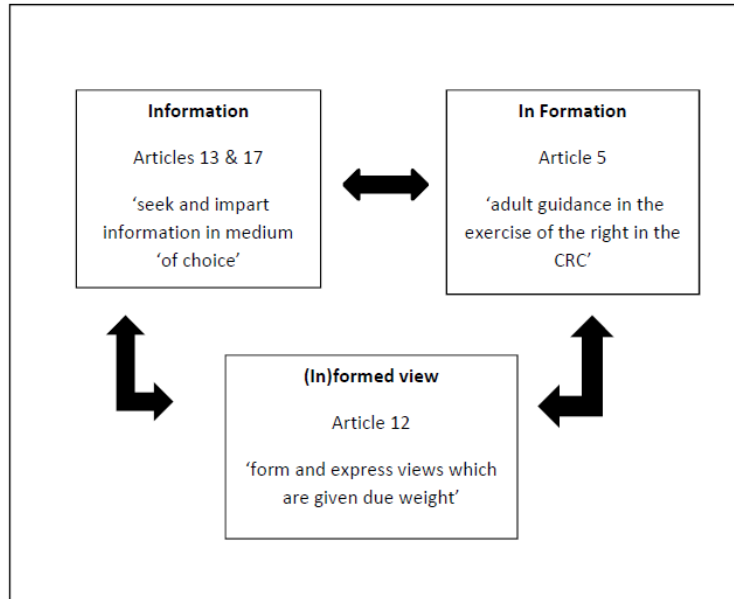 Information
Articles 13 & 17
‘seek and impart
information in medium
‘of choice’
In Formation
Article 5
‘adult guidance in the
exercise of the right in the
CRC’
(In)formed view
Article 12
‘form and express views which
are given due weight’